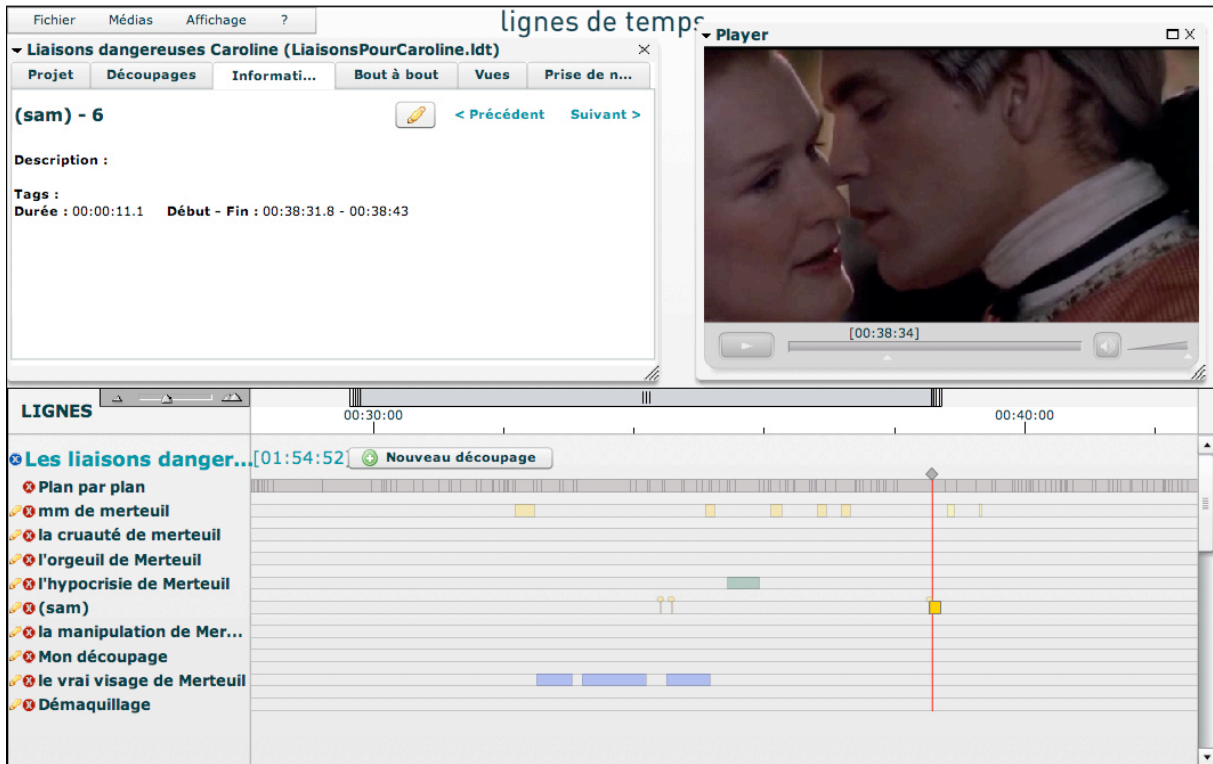 Fichier Médias Affichage ?
lignes de temps
Liaisons dangereuses Caroline (LiaisonsPourCaroline.ldt)
Projet Découpages Informati... Bout à bout Vues Prise de n...
(sam) - 6 < Précédent Suivant >
Description :
Tags :
Durée : 00:00:11.1 Début - Fin : 00:38:31.8 - 00:38:43
Player
[00:38:34]
LIGNES
00:30:00 00:40:00
Les liaisons danger...[01:54:52] Nouveau découpage
Plan par plan
mm de merteuil
la cruauté de merteuil
l'orgeuil de Merteuil
l'hypocrisie de Merteuil
(sam)
la manipulation de Mer...
Mon découpage
le vrai visage de Merteuil
Démaquillage